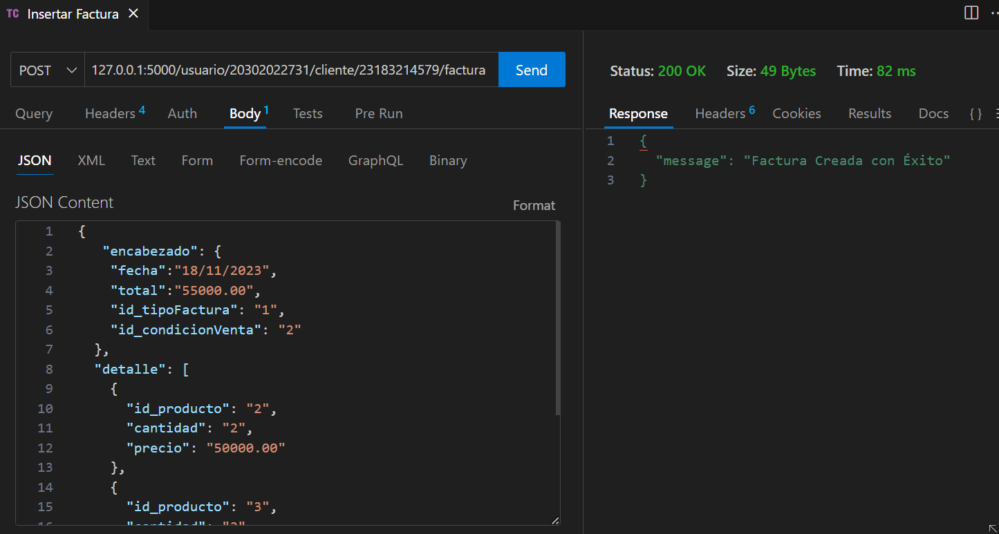 TC Insertar Factura
POST 127.0.0.1:5000/usuario/20302022731/cliente/23183214579/factura Send
Query Headers 4 Auth Body 1 Tests Pre Run
JSON XML Text Form Form-encode GraphQL Binary
JSON Content Format
1 {
2 "encabezado": {
3 "fecha":"18/11/2023",
4 "total":"55000.00",
5 "id_tipoFactura": "1",
6 "id_condicionVenta": "2"
7 },
8 "detalle": [
9 {
10 "id_producto": "2",
11 "cantidad": "2",
12 "precio": "50000.00"
13 },
14 {
15 "id_producto": "3",
Status: 200 OK Size: 49 Bytes Time: 82 ms
Response Headers 6 Cookies Results Docs { }
1 {
2 "message": "Factura Creada con Éxito"
3 }